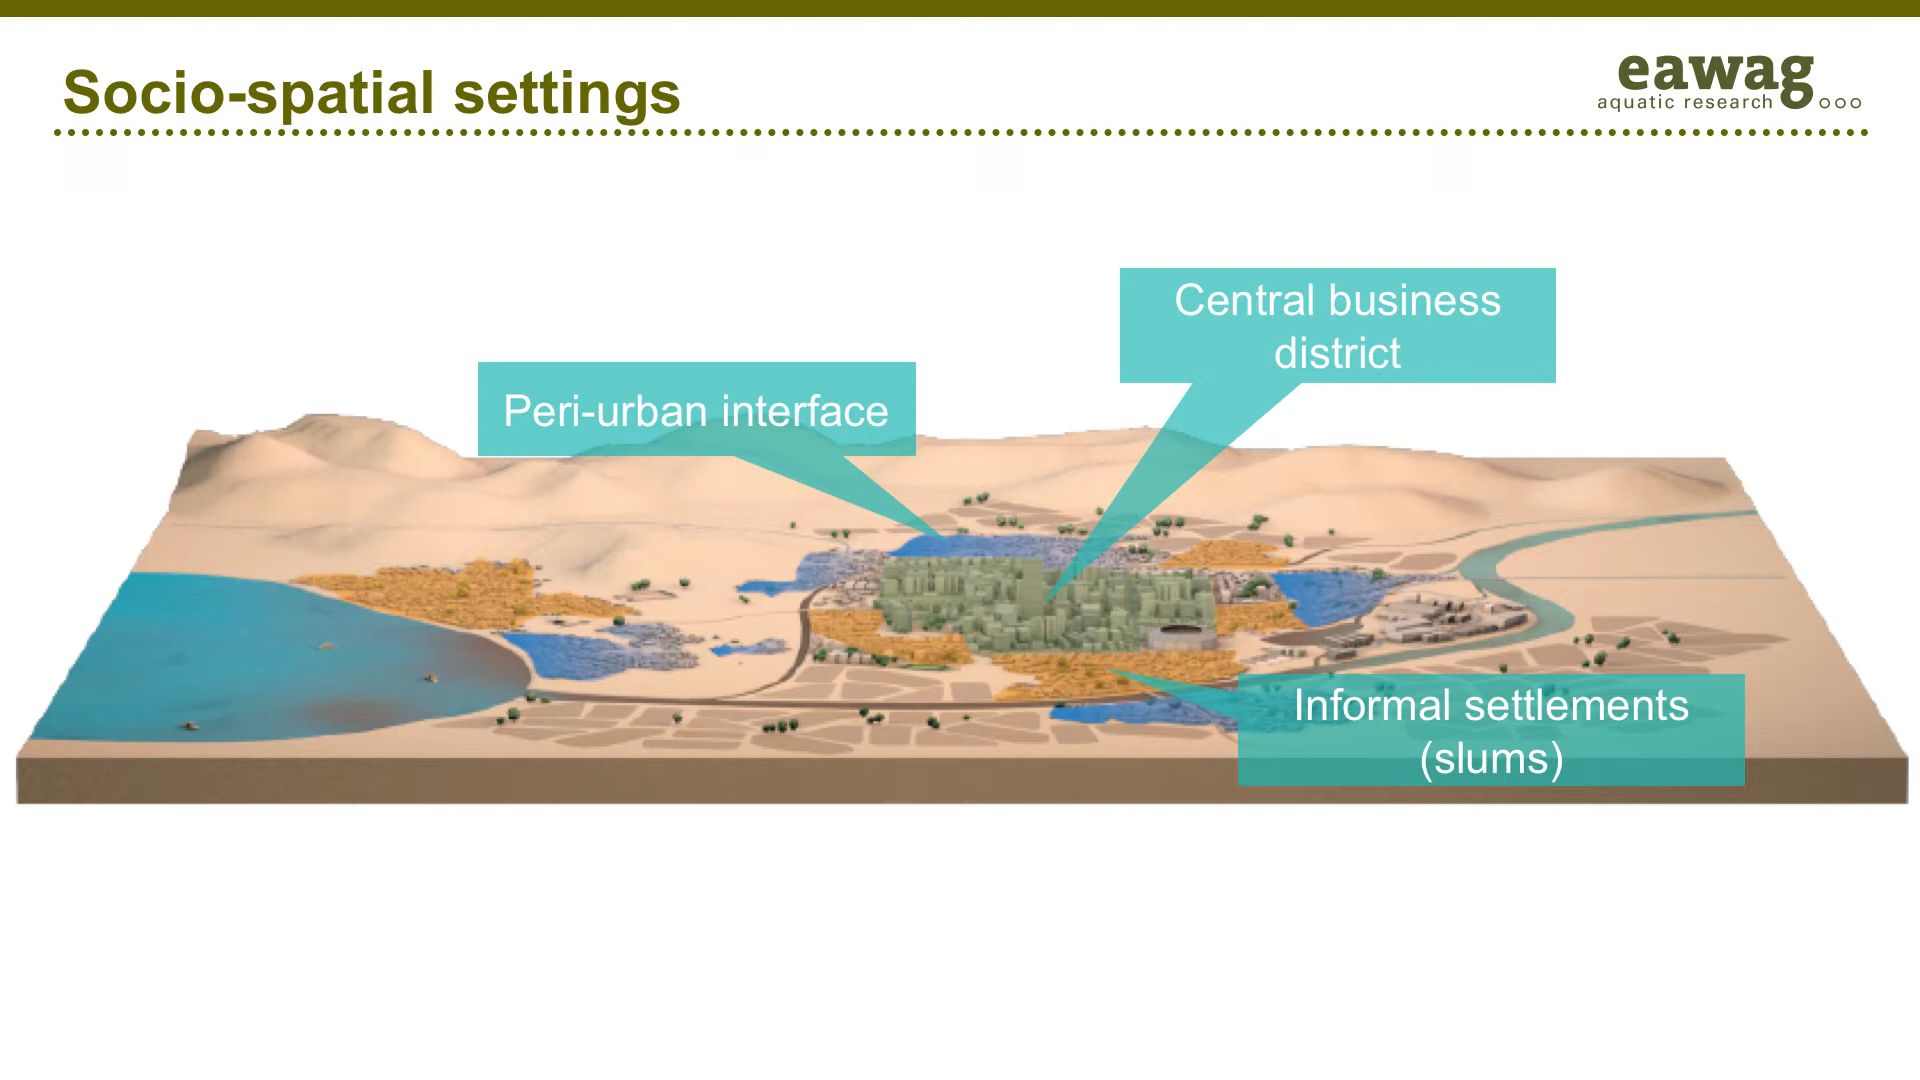 Socio-spatial settings
eawag
aquatic research
Central business
district
Peri-urban interface
Informal settlements
(slums)